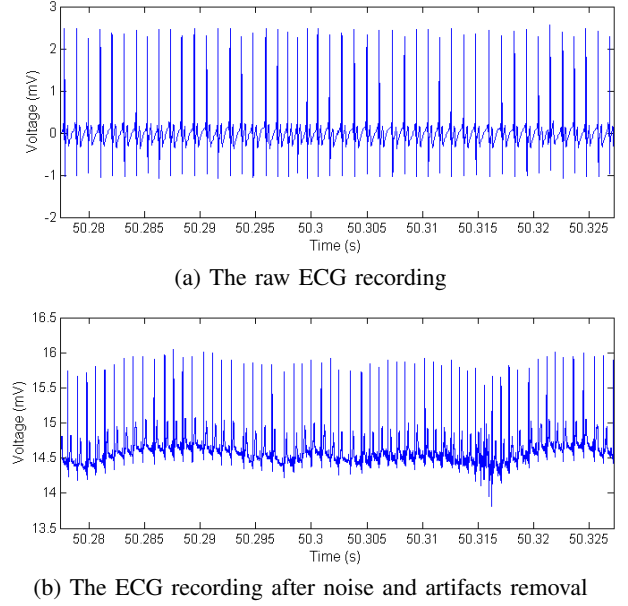 3
2
1
0
-1
-2
Voltage (mV)
50.28 50.285 50.29 50.295 50.3 50.305 50.31 50.315 50.32 50.325
Time (s)
(a) The raw ECG recording
16.5
16
15.5
15
14.5
14
13.5
Voltage (mV)
50.28 50.285 50.29 50.295 50.3 50.305 50.31 50.315 50.32 50.325
Time (s)
(b) The ECG recording after noise and artifacts removal